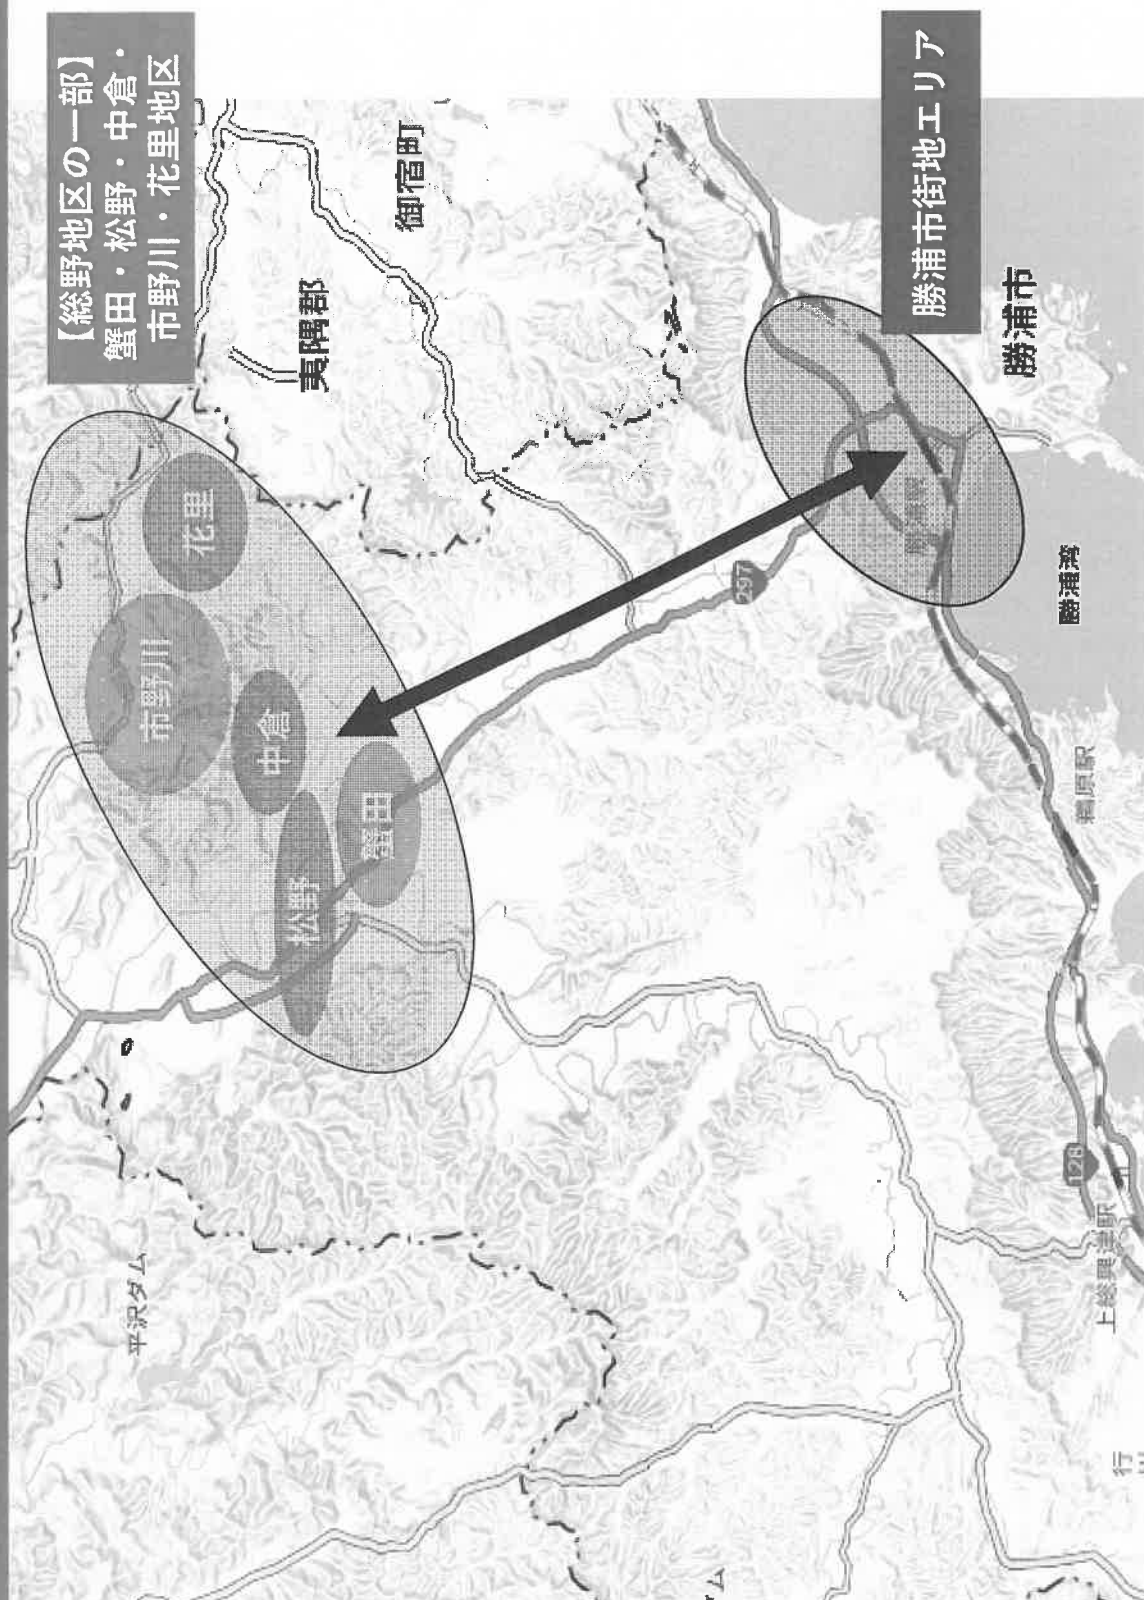 【総野地区の一部】
蟹田・松野・中倉・
市野川・花里地区
勝浦市街地エリア
御宿町
夷隅郡
花里
市野川
中倉
蟹田
松野
297
勝浦市
勝浦湾
鵜原駅
128
上総興津駅
平沢ダム
行
ム